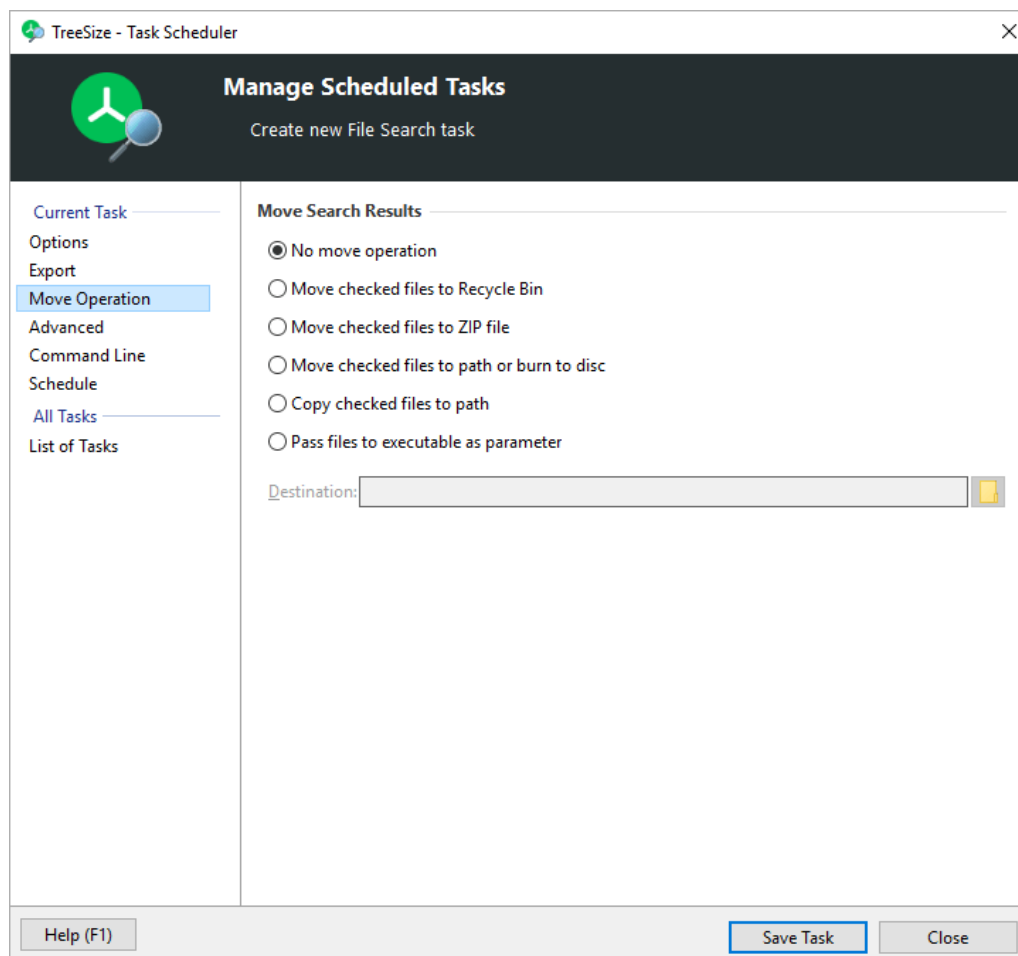 TreeSize - Task Scheduler
Manage Scheduled Tasks
Create new File Search task
Current Task
Options
Export
Move Operation
Advanced
Command Line
Schedule
All Tasks
List of Tasks
Move Search Results
No move operation
Move checked files to Recycle Bin
Move checked files to ZIP file
Move checked files to path or burn to disc
Copy checked files to path
Pass files to executable as parameter
Destination:
Help (F1)
Save Task
Close